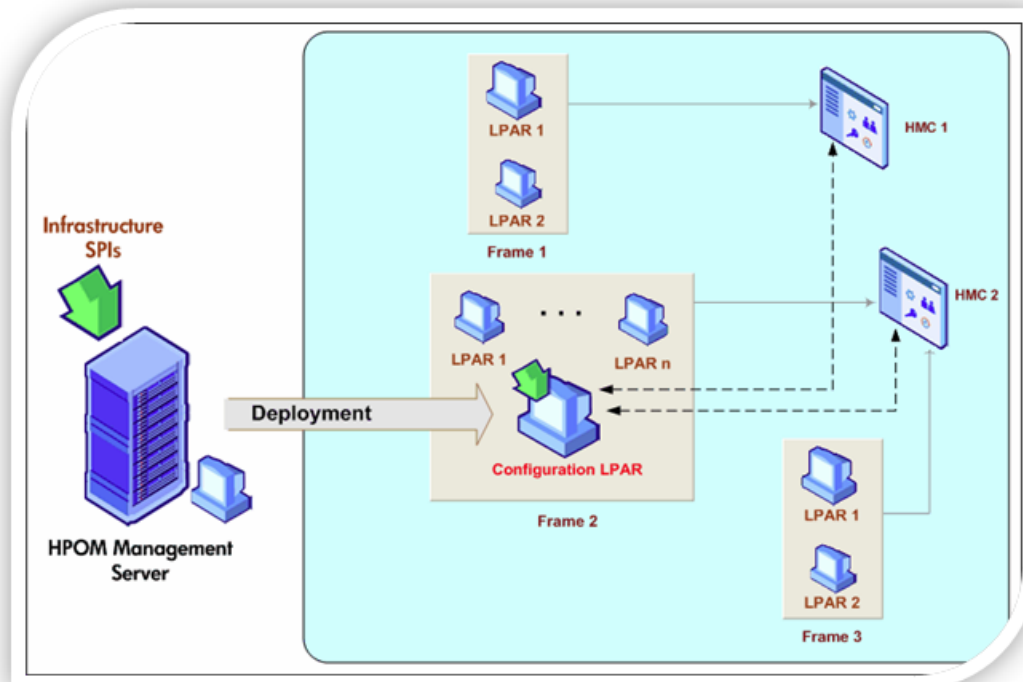 Infrastructure
SPIs
HPOM Management
Server
Deployment
LPAR 1
LPAR 2
Frame 1
HMC 1
LPAR 1
. . .
LPAR n
Configuration LPAR
Frame 2
HMC 2
LPAR 1
LPAR 2
Frame 3